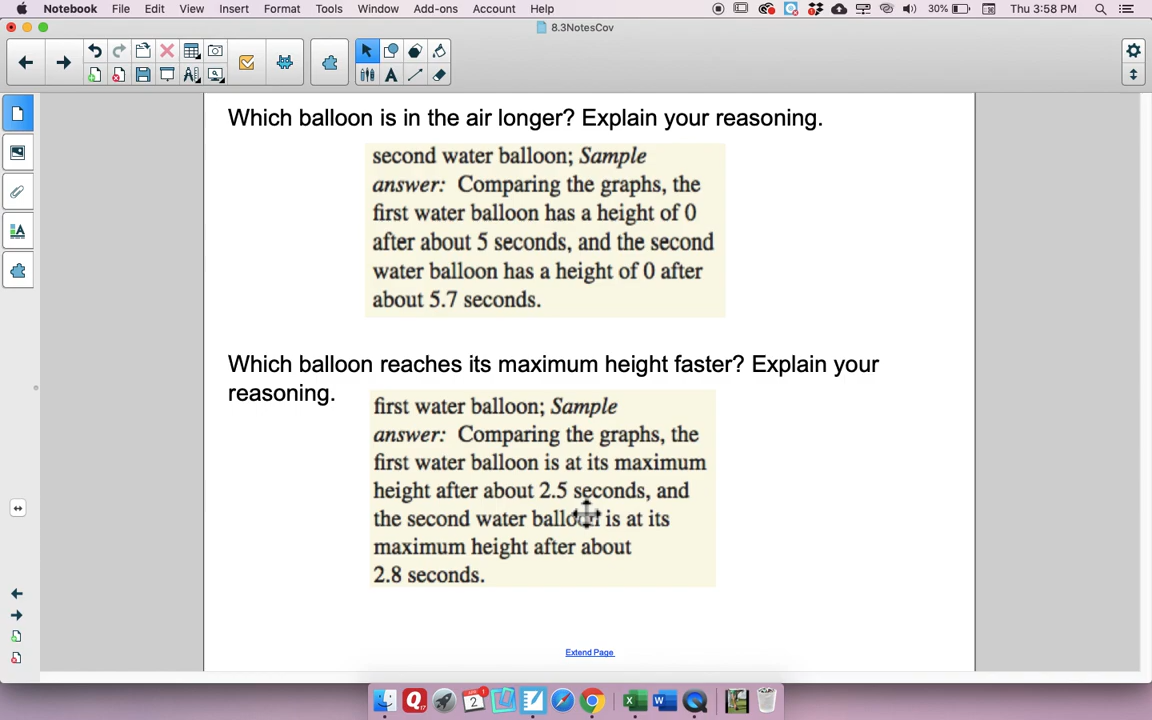 Notebook File Edit View Insert Format Tools Window Add-ons Account Help 30% Thu 3:58 PM
8.3NotesCov
Which balloon is in the air longer? Explain your reasoning.
second water balloon; Sample
answer: Comparing the graphs, the
first water balloon has a height of 0
after about 5 seconds, and the second
water balloon has a height of 0 after
about 5.7 seconds.
Which balloon reaches its maximum height faster? Explain your
reasoning.
first water balloon; Sample
answer: Comparing the graphs, the
first water balloon is at its maximum
height after about 2.5 seconds, and
the second water balloon is at its
maximum height after about
2.8 seconds.
Extend Page